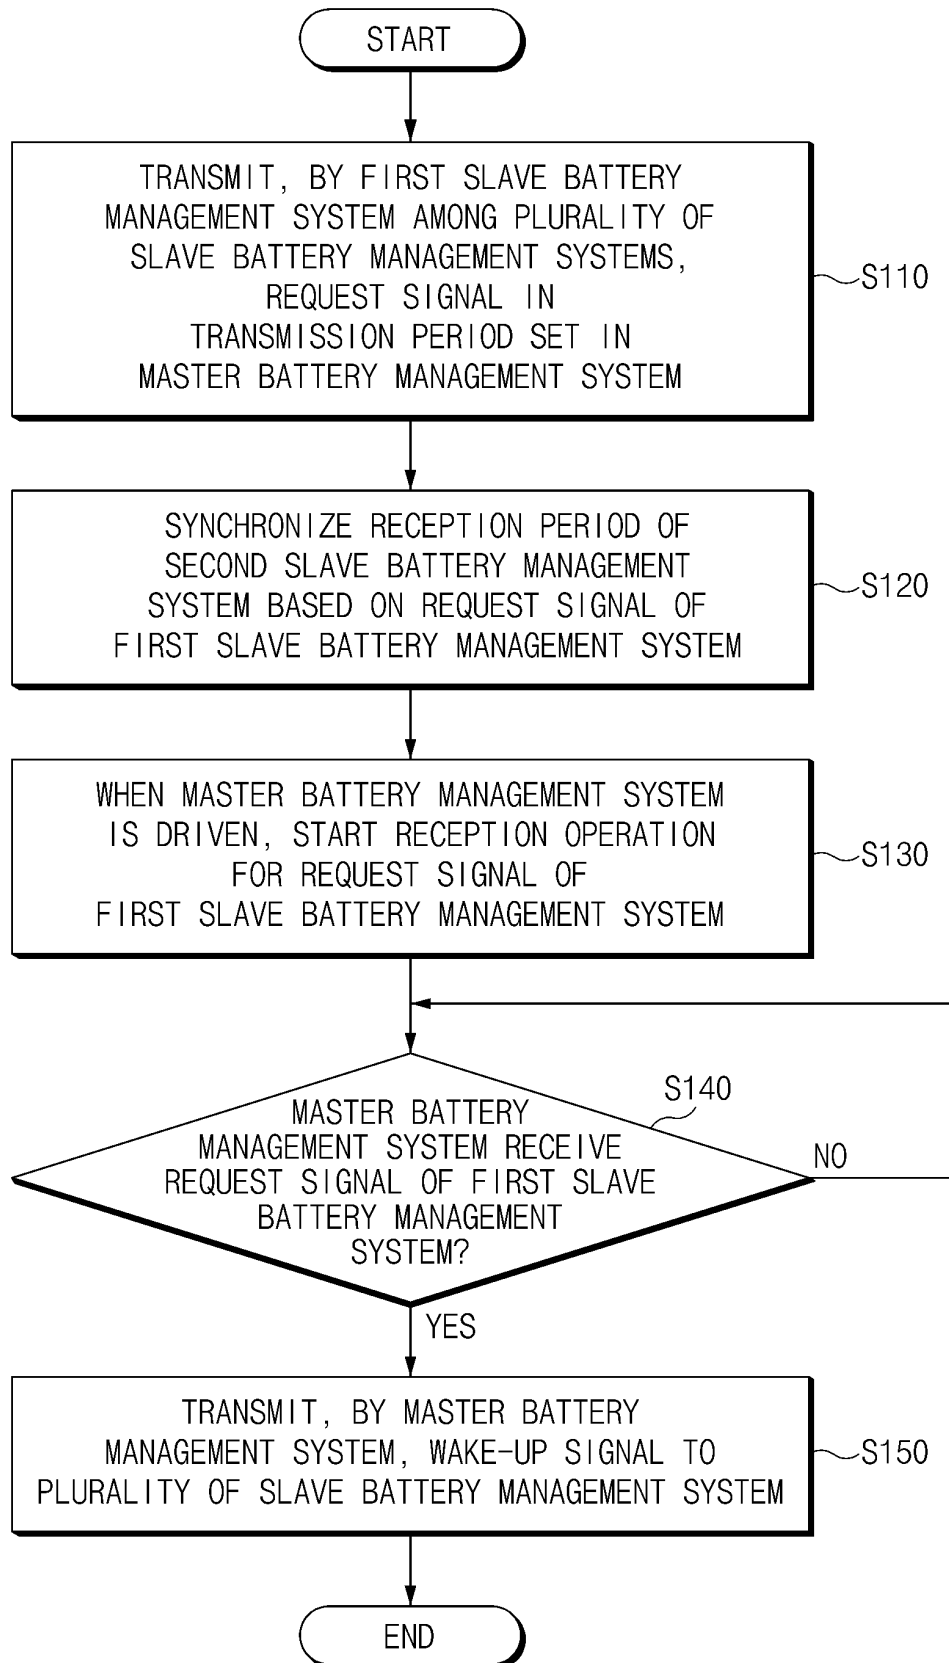 START
TRANSMIT, BY FIRST SLAVE BATTERY
MANAGEMENT SYSTEM AMONG PLURALITY OF
SLAVE BATTERY MANAGEMENT SYSTEMS,
REQUEST SIGNAL IN
TRANSMISSION PERIOD SET IN
MASTER BATTERY MANAGEMENT SYSTEM
S110
SYNCHRONIZE RECEPTION PERIOD OF
SECOND SLAVE BATTERY MANAGEMENT
SYSTEM BASED ON REQUEST SIGNAL OF
FIRST SLAVE BATTERY MANAGEMENT SYSTEM
S120
WHEN MASTER BATTERY MANAGEMENT SYSTEM
IS DRIVEN, START RECEPTION OPERATION
FOR REQUEST SIGNAL OF
FIRST SLAVE BATTERY MANAGEMENT SYSTEM
S130
S140
MASTER BATTERY
MANAGEMENT SYSTEM RECEIVE
REQUEST SIGNAL OF FIRST SLAVE
BATTERY MANAGEMENT
SYSTEM?
NO
YES
TRANSMIT, BY MASTER BATTERY
MANAGEMENT SYSTEM, WAKE-UP SIGNAL TO
PLURALITY OF SLAVE BATTERY MANAGEMENT SYSTEM
S150
END